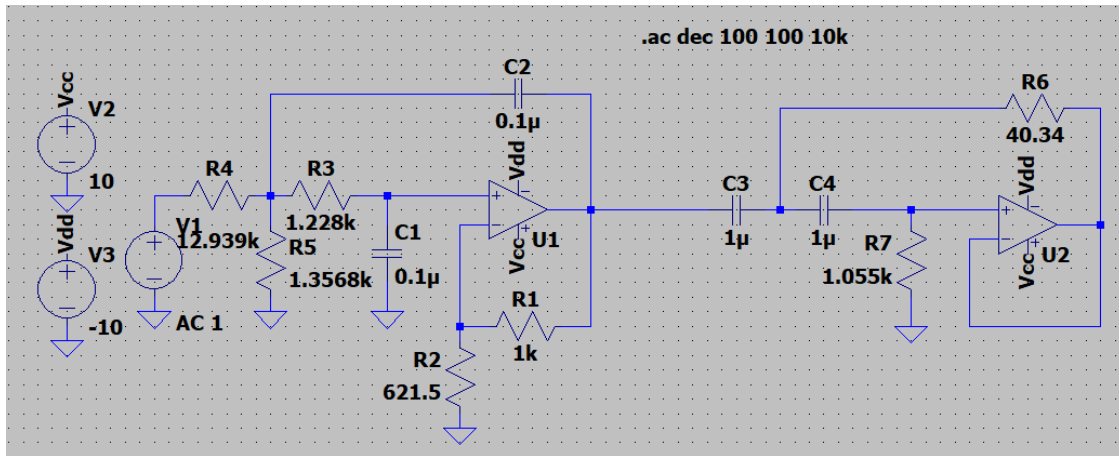 .ac dec 100 100 10k
C2
0.1µ
R6
40.34
Vcc
V2
10
Vdd
V3
-10
R4
12.939k
V1
AC 1
R3
1.228k
R5
1.3568k
C1
0.1µ
Vdd
Vcc
U1
R1
1k
R2
621.5
C3
1µ
C4
1µ
R7
1.055k
Vdd
Vcc
U2